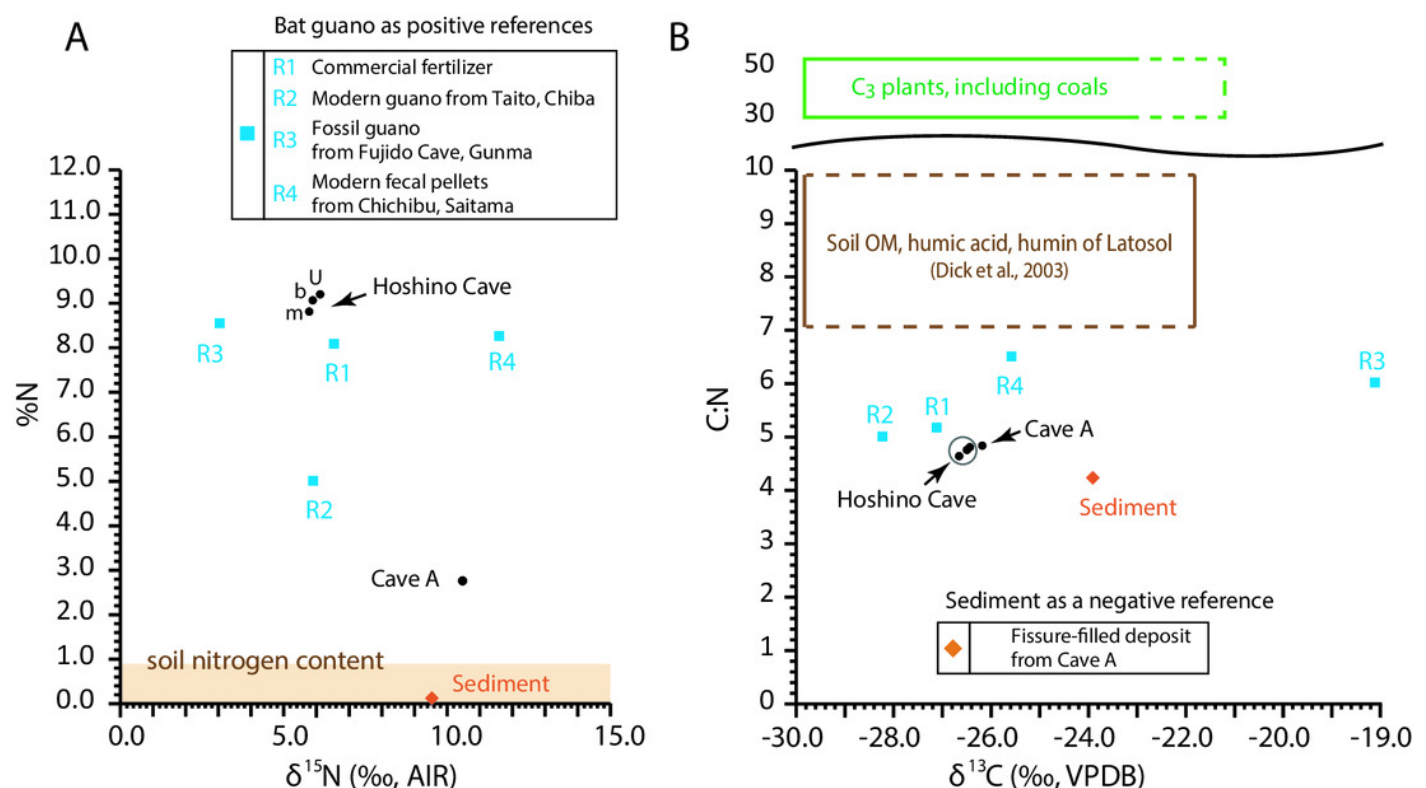 A
Bat guano as positive references
R1 Commercial fertilizer
R2 Modern guano from Taito, Chiba
R3 Fossil guano
from Fujido Cave, Gunma
R4 Modern fecal pellets
from Chichibu, Saitama
12.0
11.0
10.0
9.0
8.0
7.0
6.0
5.0
4.0
3.0
2.0
1.0
0.0
%N
U
b
m
Hoshino Cave
R3
R1
R4
R2
Cave A
soil nitrogen content
Sediment
0.0 5.0 10.0 15.0
δ¹⁵N (‰, AIR)
B
50
30
C₃ plants, including coals
10
9
8
7
6
5
4
3
2
1
0
C:N
Soil OM, humic acid, humin of Latosol
(Dick et al., 2003)
R3
R4
R2
R1
Cave A
Hoshino Cave
Sediment
Sediment as a negative reference
Fissure-filled deposit
from Cave A
-30.0 -28.0 -26.0 -24.0 -22.0 -20.0 -19.0
δ¹³C (‰, VPDB)